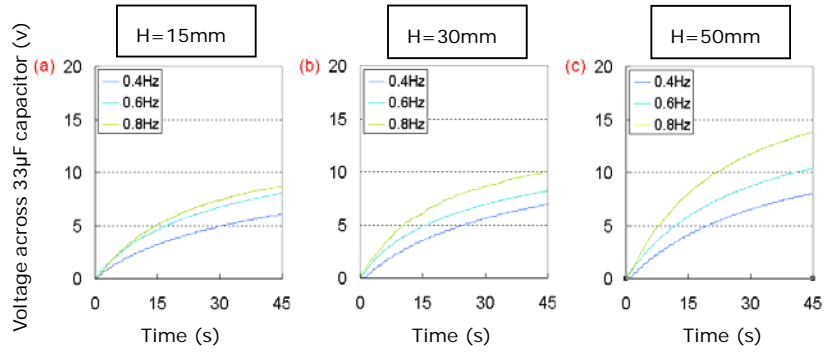 H=15mm
H=30mm
H=50mm
Voltage across 33µF capacitor (v)
(a)
20
15
10
5
0
0.4Hz
0.6Hz
0.8Hz
0 15 30 45
Time (s)
(b)
20
15
10
5
0
0.4Hz
0.6Hz
0.8Hz
0 15 30 45
Time (s)
(c)
20
15
10
5
0
0.4Hz
0.6Hz
0.8Hz
0 15 30 45
Time (s)